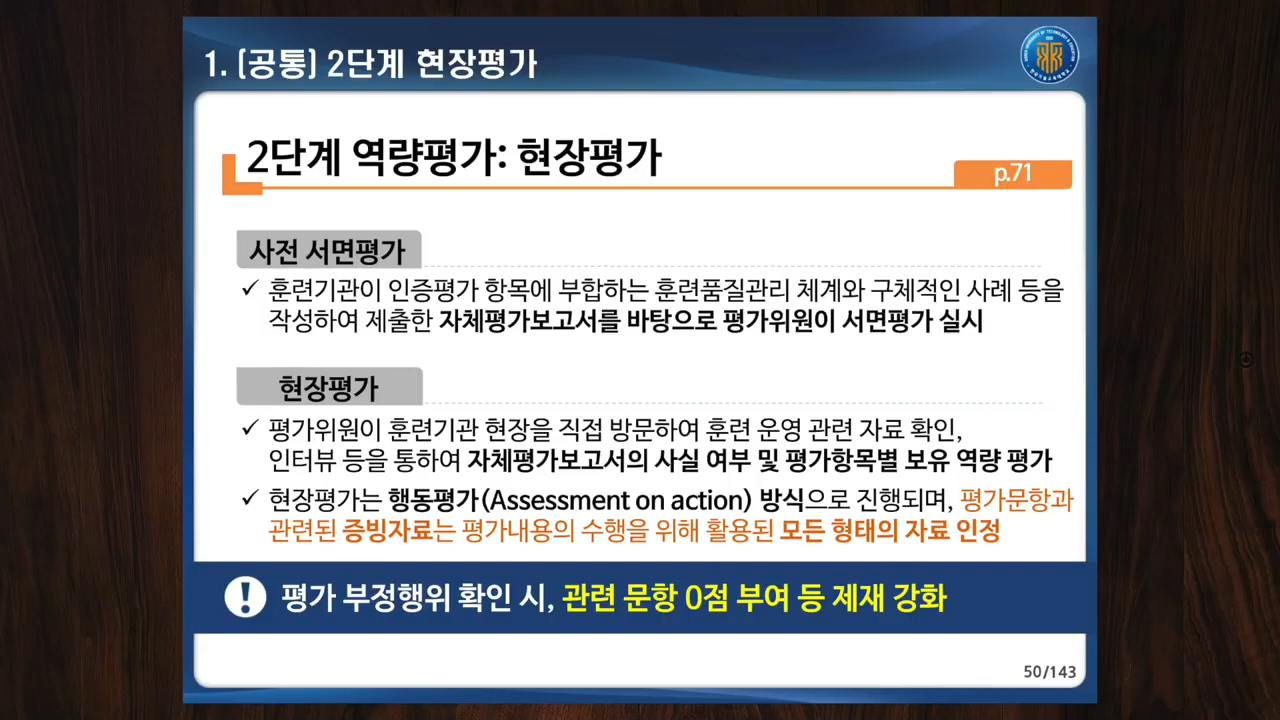 1. [공통] 2단계 현장평가
2단계 역량평가: 현장평가
p.71
사전 서면평가
✓ 훈련기관이 인증평가 항목에 부합하는 훈련품질관리 체계와 구체적인 사례 등을
작성하여 제출한 자체평가보고서를 바탕으로 평가위원이 서면평가 실시
현장평가
✓ 평가위원이 훈련기관 현장을 직접 방문하여 훈련 운영 관련 자료 확인,
인터뷰 등을 통하여 자체평가보고서의 사실 여부 및 평가항목별 보유 역량 평가
✓ 현장평가는 행동평가(Assessment on action) 방식으로 진행되며, 평가문항과
관련된 증빙자료는 평가내용의 수행을 위해 활용된 모든 형태의 자료 인정
! 평가 부정행위 확인 시, 관련 문항 0점 부여 등 제재 강화
50/143